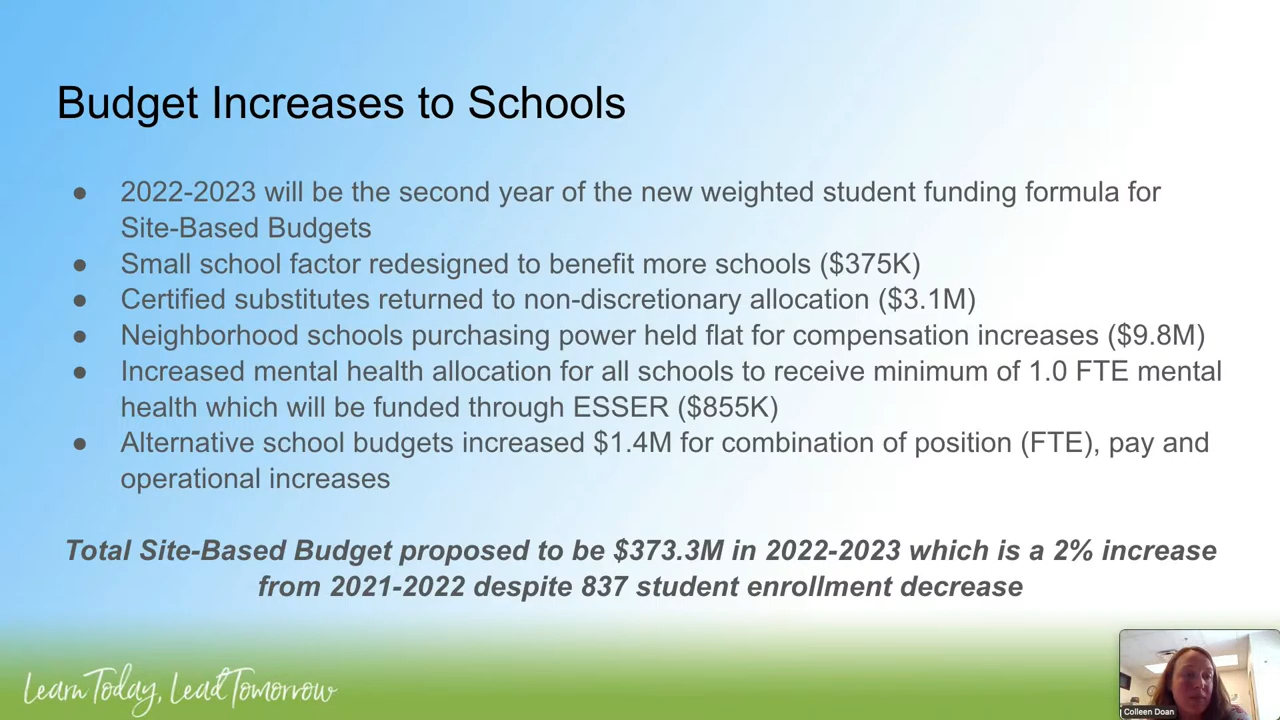 Budget Increases to Schools
● 2022-2023 will be the second year of the new weighted student funding formula for
Site-Based Budgets
● Small school factor redesigned to benefit more schools ($375K)
● Certified substitutes returned to non-discretionary allocation ($3.1M)
● Neighborhood schools purchasing power held flat for compensation increases ($9.8M)
● Increased mental health allocation for all schools to receive minimum of 1.0 FTE mental
health which will be funded through ESSER ($855K)
● Alternative school budgets increased $1.4M for combination of position (FTE), pay and
operational increases
Total Site-Based Budget proposed to be $373.3M in 2022-2023 which is a 2% increase
from 2021-2022 despite 837 student enrollment decrease
Learn Today, Lead Tomorrow
Colleen Doan